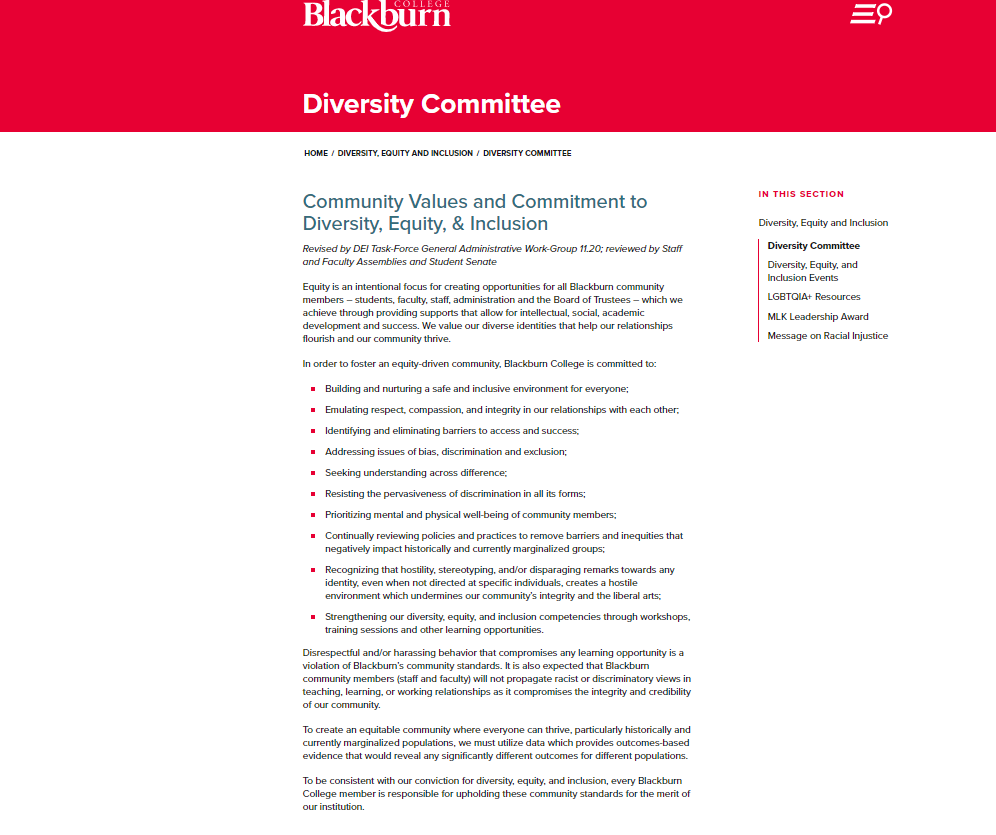 COLLEGE
Blackburn
Diversity Committee
HOME / DIVERSITY, EQUITY AND INCLUSION / DIVERSITY COMMITTEE
Community Values and Commitment to
Diversity, Equity, & Inclusion
Revised by DEI Task-Force General Administrative Work-Group 11.20; reviewed by Staff
and Faculty Assemblies and Student Senate
Equity is an intentional focus for creating opportunities for all Blackburn community
members – students, faculty, staff, administration and the Board of Trustees – which we
achieve through providing supports that allow for intellectual, social, academic
development and success. We value our diverse identities that help our relationships
flourish and our community thrive.
In order to foster an equity-driven community, Blackburn College is committed to:
Building and nurturing a safe and inclusive environment for everyone;
Emulating respect, compassion, and integrity in our relationships with each other;
Identifying and eliminating barriers to access and success;
Addressing issues of bias, discrimination and exclusion;
Seeking understanding across difference;
Resisting the pervasiveness of discrimination in all its forms;
Prioritizing mental and physical well-being of community members;
Continually reviewing policies and practices to remove barriers and inequities that
negatively impact historically and currently marginalized groups;
Recognizing that hostility, stereotyping, and/or disparaging remarks towards any
identity, even when not directed at specific individuals, creates a hostile
environment which undermines our community's integrity and the liberal arts;
Strengthening our diversity, equity, and inclusion competencies through workshops,
training sessions and other learning opportunities.
Disrespectful and/or harassing behavior that compromises any learning opportunity is a
violation of Blackburn's community standards. It is also expected that Blackburn
community members (staff and faculty) will not propagate racist or discriminatory views in
teaching, learning, or working relationships as it compromises the integrity and credibility
of our community.
To create an equitable community where everyone can thrive, particularly historically and
currently marginalized populations, we must utilize data which provides outcomes-based
evidence that would reveal any significantly different outcomes for different populations.
To be consistent with our conviction for diversity, equity, and inclusion, every Blackburn
College member is responsible for upholding these community standards for the merit of
our institution.
IN THIS SECTION
Diversity, Equity and Inclusion
Diversity Committee
Diversity, Equity, and
Inclusion Events
LGBTQIA+ Resources
MLK Leadership Award
Message on Racial Injustice